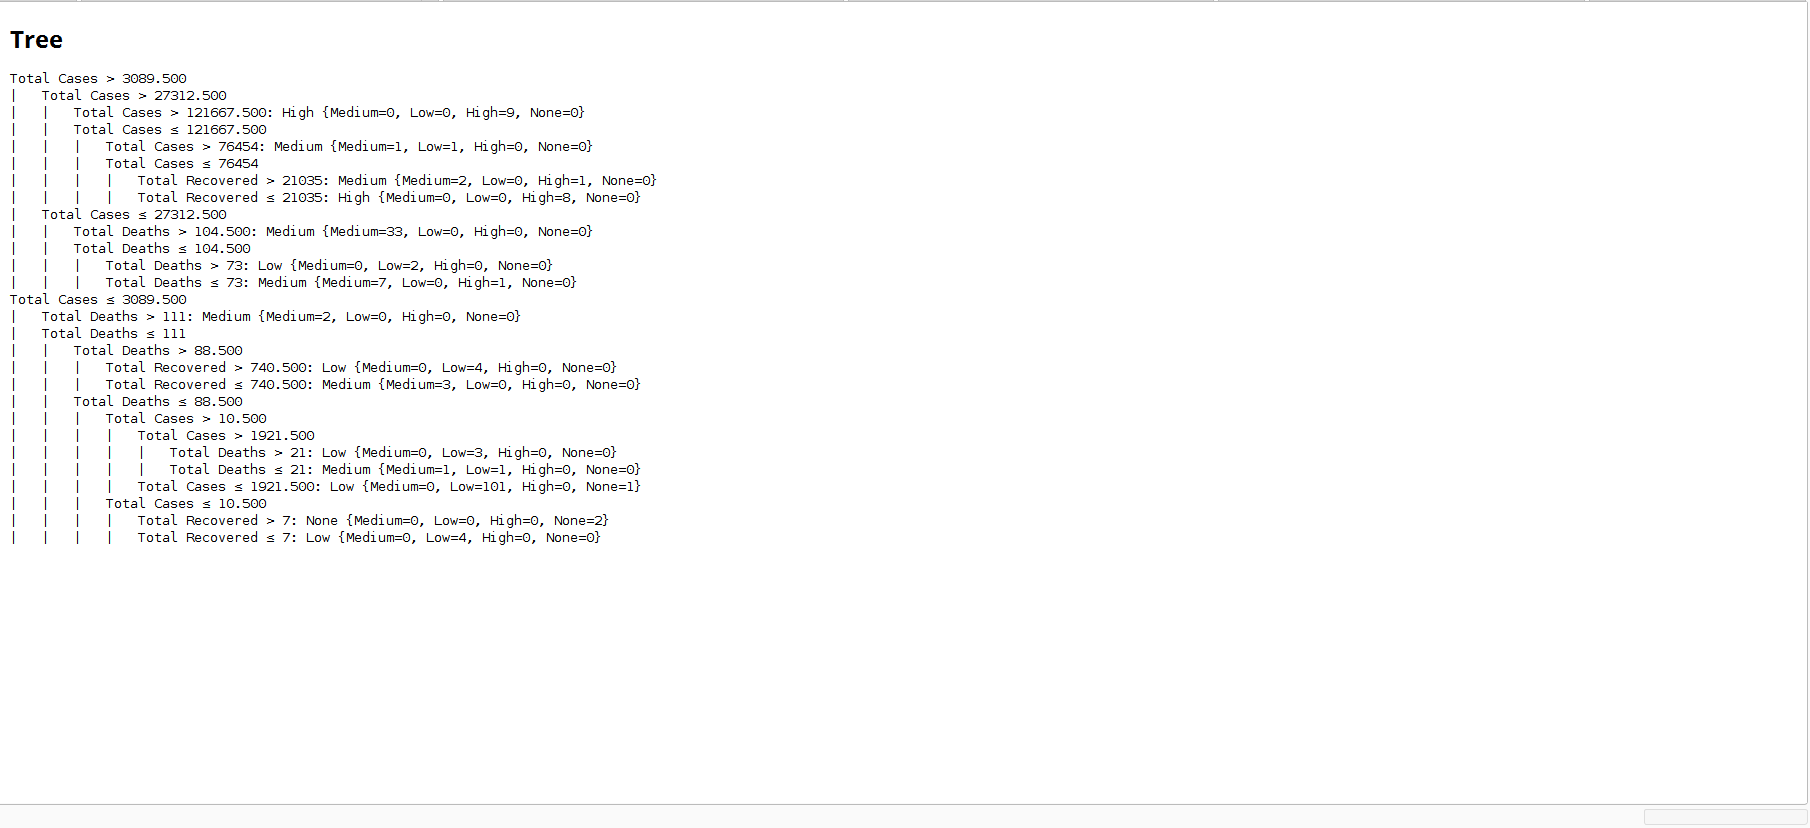 Tree
Total Cases > 3089.500
|   Total Cases > 27312.500
|   |   Total Cases > 121667.500: High {Medium=0, Low=0, High=9, None=0}
|   |   Total Cases ≤ 121667.500
|   |   |   Total Cases > 76454: Medium {Medium=1, Low=1, High=0, None=0}
|   |   |   Total Cases ≤ 76454
|   |   |   |   Total Recovered > 21035: Medium {Medium=2, Low=0, High=1, None=0}
|   |   |   |   Total Recovered ≤ 21035: High {Medium=0, Low=0, High=8, None=0}
|   Total Cases ≤ 27312.500
|   |   Total Deaths > 104.500: Medium {Medium=33, Low=0, High=0, None=0}
|   |   Total Deaths ≤ 104.500
|   |   |   Total Deaths > 73: Low {Medium=0, Low=2, High=0, None=0}
|   |   |   Total Deaths ≤ 73: Medium {Medium=7, Low=0, High=1, None=0}
Total Cases ≤ 3089.500
|   Total Deaths > 111: Medium {Medium=2, Low=0, High=0, None=0}
|   Total Deaths ≤ 111
|   |   Total Deaths > 88.500
|   |   |   Total Recovered > 740.500: Low {Medium=0, Low=4, High=0, None=0}
|   |   |   Total Recovered ≤ 740.500: Medium {Medium=3, Low=0, High=0, None=0}
|   |   Total Deaths ≤ 88.500
|   |   |   Total Cases > 10.500
|   |   |   |   Total Cases > 1921.500
|   |   |   |   |   Total Deaths > 21: Low {Medium=0, Low=3, High=0, None=0}
|   |   |   |   |   Total Deaths ≤ 21: Medium {Medium=1, Low=1, High=0, None=0}
|   |   |   |   Total Cases ≤ 1921.500: Low {Medium=0, Low=101, High=0, None=1}
|   |   |   Total Cases ≤ 10.500
|   |   |   |   Total Recovered > 7: None {Medium=0, Low=0, High=0, None=2}
|   |   |   |   Total Recovered ≤ 7: Low {Medium=0, Low=4, High=0, None=0}